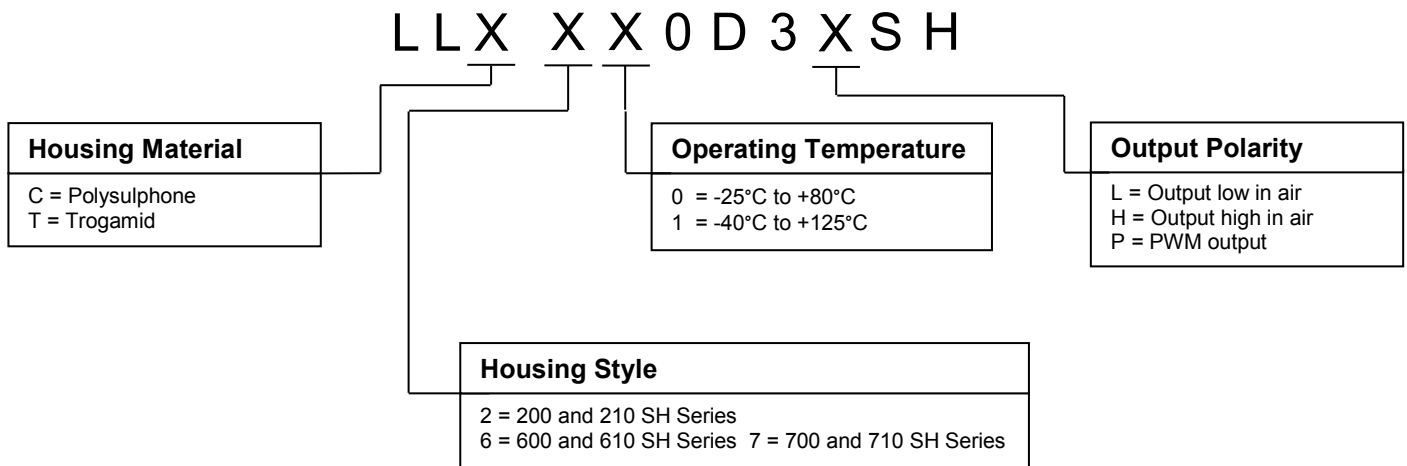 LLX XX0D3XSH
Housing Material
C = Polysulphone
T = Trogamid
Operating Temperature
0 = -25°C to +80°C
1 = -40°C to +125°C
Output Polarity
L = Output low in air
H = Output high in air
P = PWM output
Housing Style
2 = 200 and 210 SH Series
6 = 600 and 610 SH Series 7 = 700 and 710 SH Series